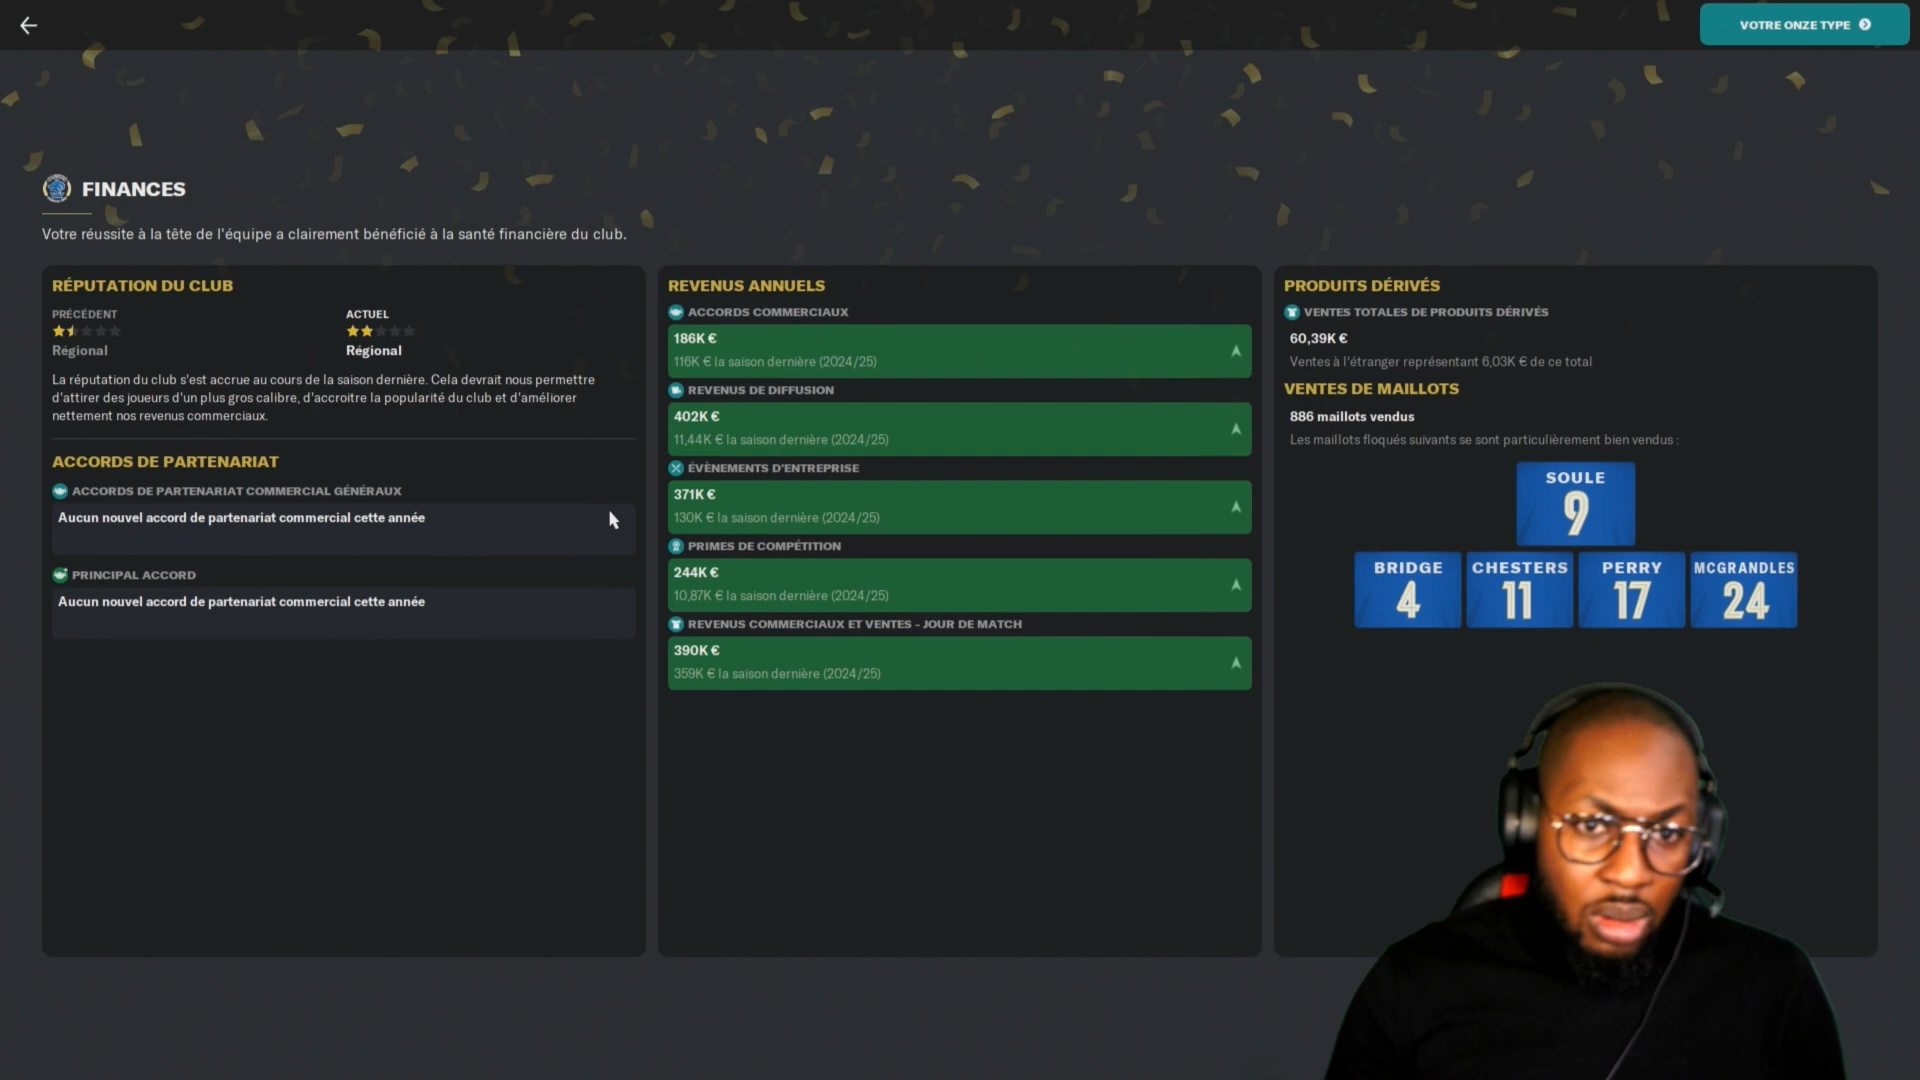 VOTRE ONZE TYPE
FINANCES
Votre réussite à la tête de l'équipe a clairement bénéficié à la santé financière du club.
RÉPUTATION DU CLUB
PRÉCÉDENT
Régional
ACTUEL
Régional
La réputation du club s'est accrue au cours de la saison dernière. Cela devrait nous permettre
d'attirer des joueurs d'un plus gros calibre, d'accroitre la popularité du club et d'améliorer
nettement nos revenus commerciaux.
ACCORDS DE PARTENARIAT
ACCORDS DE PARTENARIAT COMMERCIAL GÉNÉRAUX
Aucun nouvel accord de partenariat commercial cette année
PRINCIPAL ACCORD
Aucun nouvel accord de partenariat commercial cette année
REVENUS ANNUELS
ACCORDS COMMERCIAUX
186K €
116K € la saison dernière (2024/25)
REVENUS DE DIFFUSION
402K €
11,44K € la saison dernière (2024/25)
ÉVÈNEMENTS D'ENTREPRISE
371K €
130K € la saison dernière (2024/25)
PRIMES DE COMPÉTITION
244K €
10,87K € la saison dernière (2024/25)
REVENUS COMMERCIAUX ET VENTES - JOUR DE MATCH
390K €
359K € la saison dernière (2024/25)
PRODUITS DÉRIVÉS
VENTES TOTALES DE PRODUITS DÉRIVÉS
60,39K €
Ventes à l'étranger représentant 6,03K € de ce total
VENTES DE MAILLOTS
886 maillots vendus
Les maillots floqués suivants se sont particulièrement bien vendus :
SOULE
9
BRIDGE
4
CHESTERS
11
PERRY
17
MCGRANDLES
24